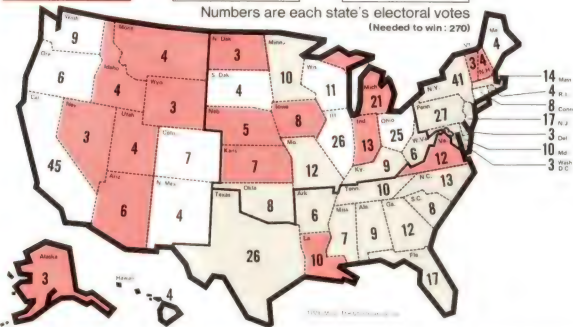 Numbers are each state's electoral votes
(Needed to win: 270)
Wash.
9
Ore.
6
Cal.
45
Nev.
3
Idaho
4
Mont.
4
Wyo.
3
Utah
4
Ariz.
6
Colo.
7
N. Mex.
4
N. Dak.
3
S. Dak.
4
Neb.
5
Kans.
7
Okla.
8
Texas
26
Minn.
10
Iowa
8
Mo.
12
Ark.
6
La.
10
Wis.
11
Ill.
26
Mich.
21
Ind.
13
Ohio
25
Ky.
9
Tenn.
10
Miss.
7
Ala.
9
Ga.
12
Fla.
17
S.C.
8
N.C.
13
Va.
12
W.Va.
6
27
N.Y.
41
VT.
3
N.H.
4
Me.
4
14 Mass.
4 R.I.
8 Conn.
17 N.J.
3 Del.
10 Md.
3 Wash.
D.C.
Alaska
3
Hawaii
4